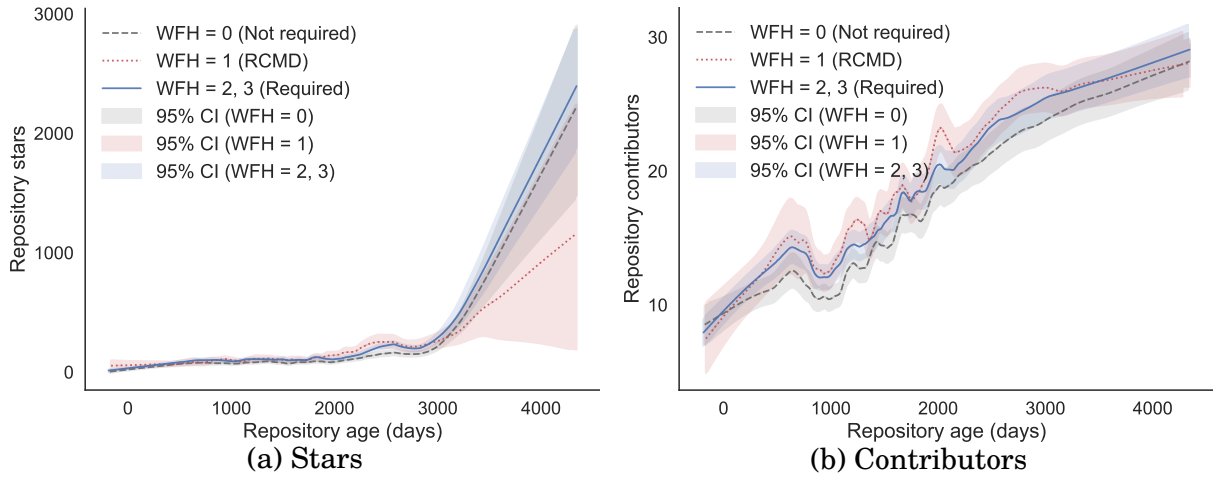 3000
2000
1000
0
Repository stars
WFH = 0 (Not required)
WFH = 1 (RCMD)
WFH = 2, 3 (Required)
95% CI (WFH = 0)
95% CI (WFH = 1)
95% CI (WFH = 2, 3)
0 1000 2000 3000 4000
Repository age (days)
(a) Stars
30
20
10
Repository contributors
WFH = 0 (Not required)
WFH = 1 (RCMD)
WFH = 2, 3 (Required)
95% CI (WFH = 0)
95% CI (WFH = 1)
95% CI (WFH = 2, 3)
0 1000 2000 3000 4000
Repository age (days)
(b) Contributors